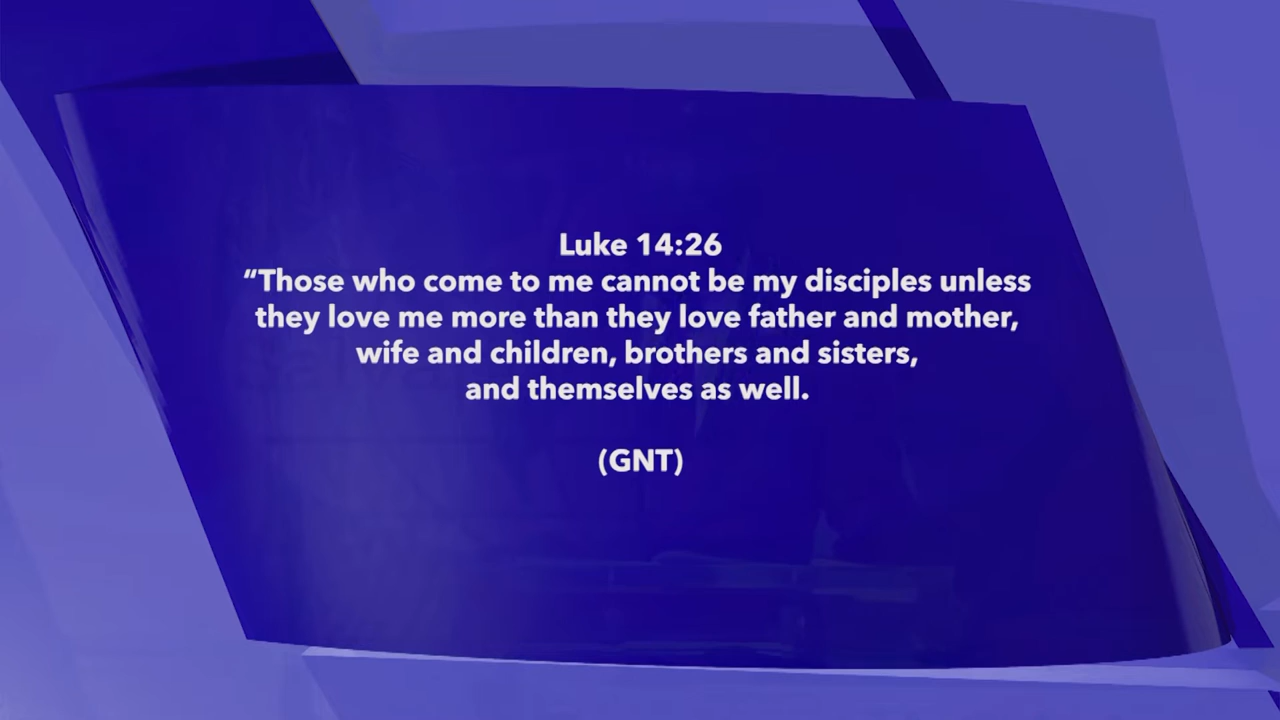 Luke 14:26
“Those who come to me cannot be my disciples unless
they love me more than they love father and mother,
wife and children, brothers and sisters,
and themselves as well.
(GNT)